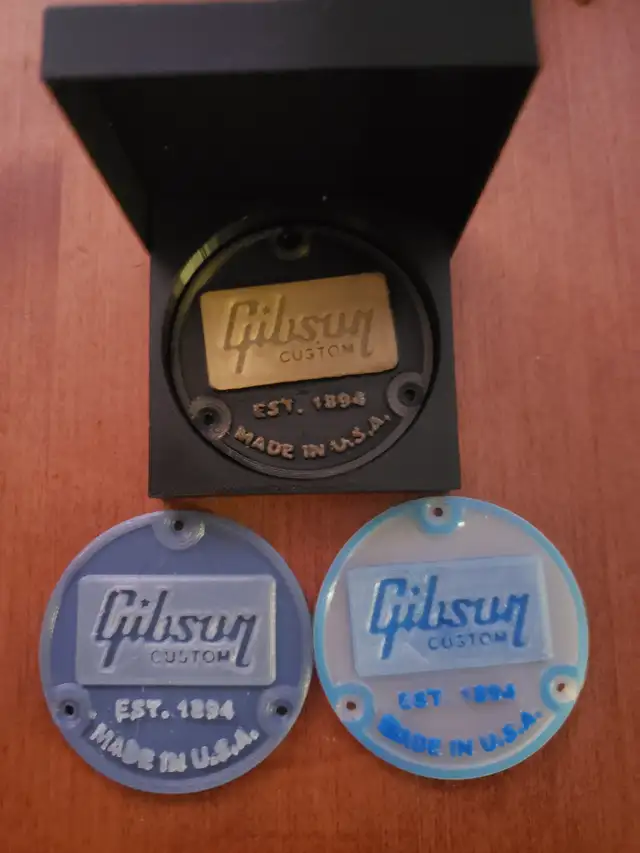 Gibson
CUSTOM
EST. 1894
MADE IN U.S.A.
Gibson
CUSTOM
EST. 1894
MADE IN U.S.A.
Gibson
CUSTOM
EST 1894
MADE IN U.S.A.